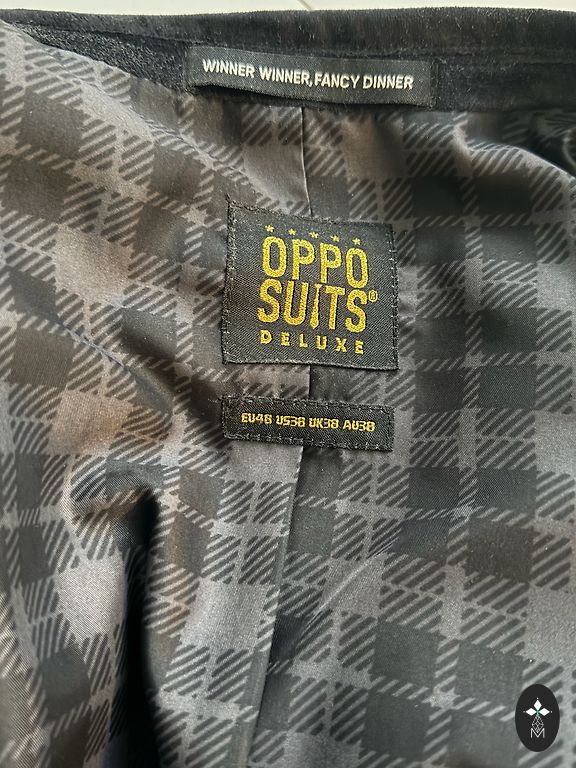 WINNER WINNER, FANCY DINNER
OPPO
SUITS®
DELUXE
EU48 US38 UK38 AU38
M